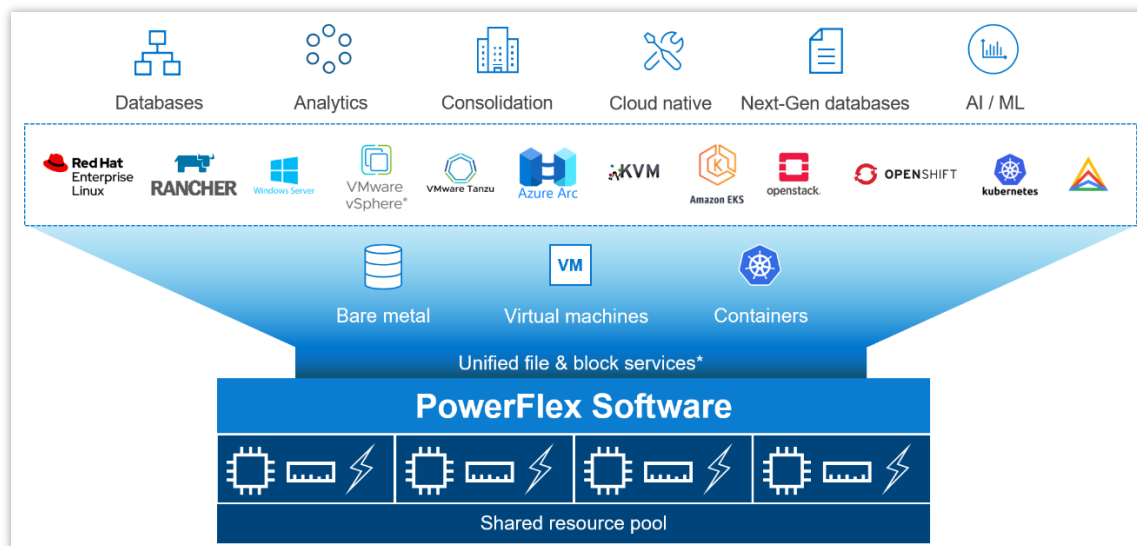 Databases
Analytics
Consolidation
Cloud native
Next-Gen databases
AI / ML
Red Hat
Enterprise
Linux
RANCHER
Windows Server
VMware
vSphere®
VMware Tanzu
Azure Arc
KVM
K
Amazon EKS
openstack.
OPENSHIFT
kubernetes
Bare metal
VM
Virtual machines
Containers
Unified file & block services*
PowerFlex Software
Shared resource pool